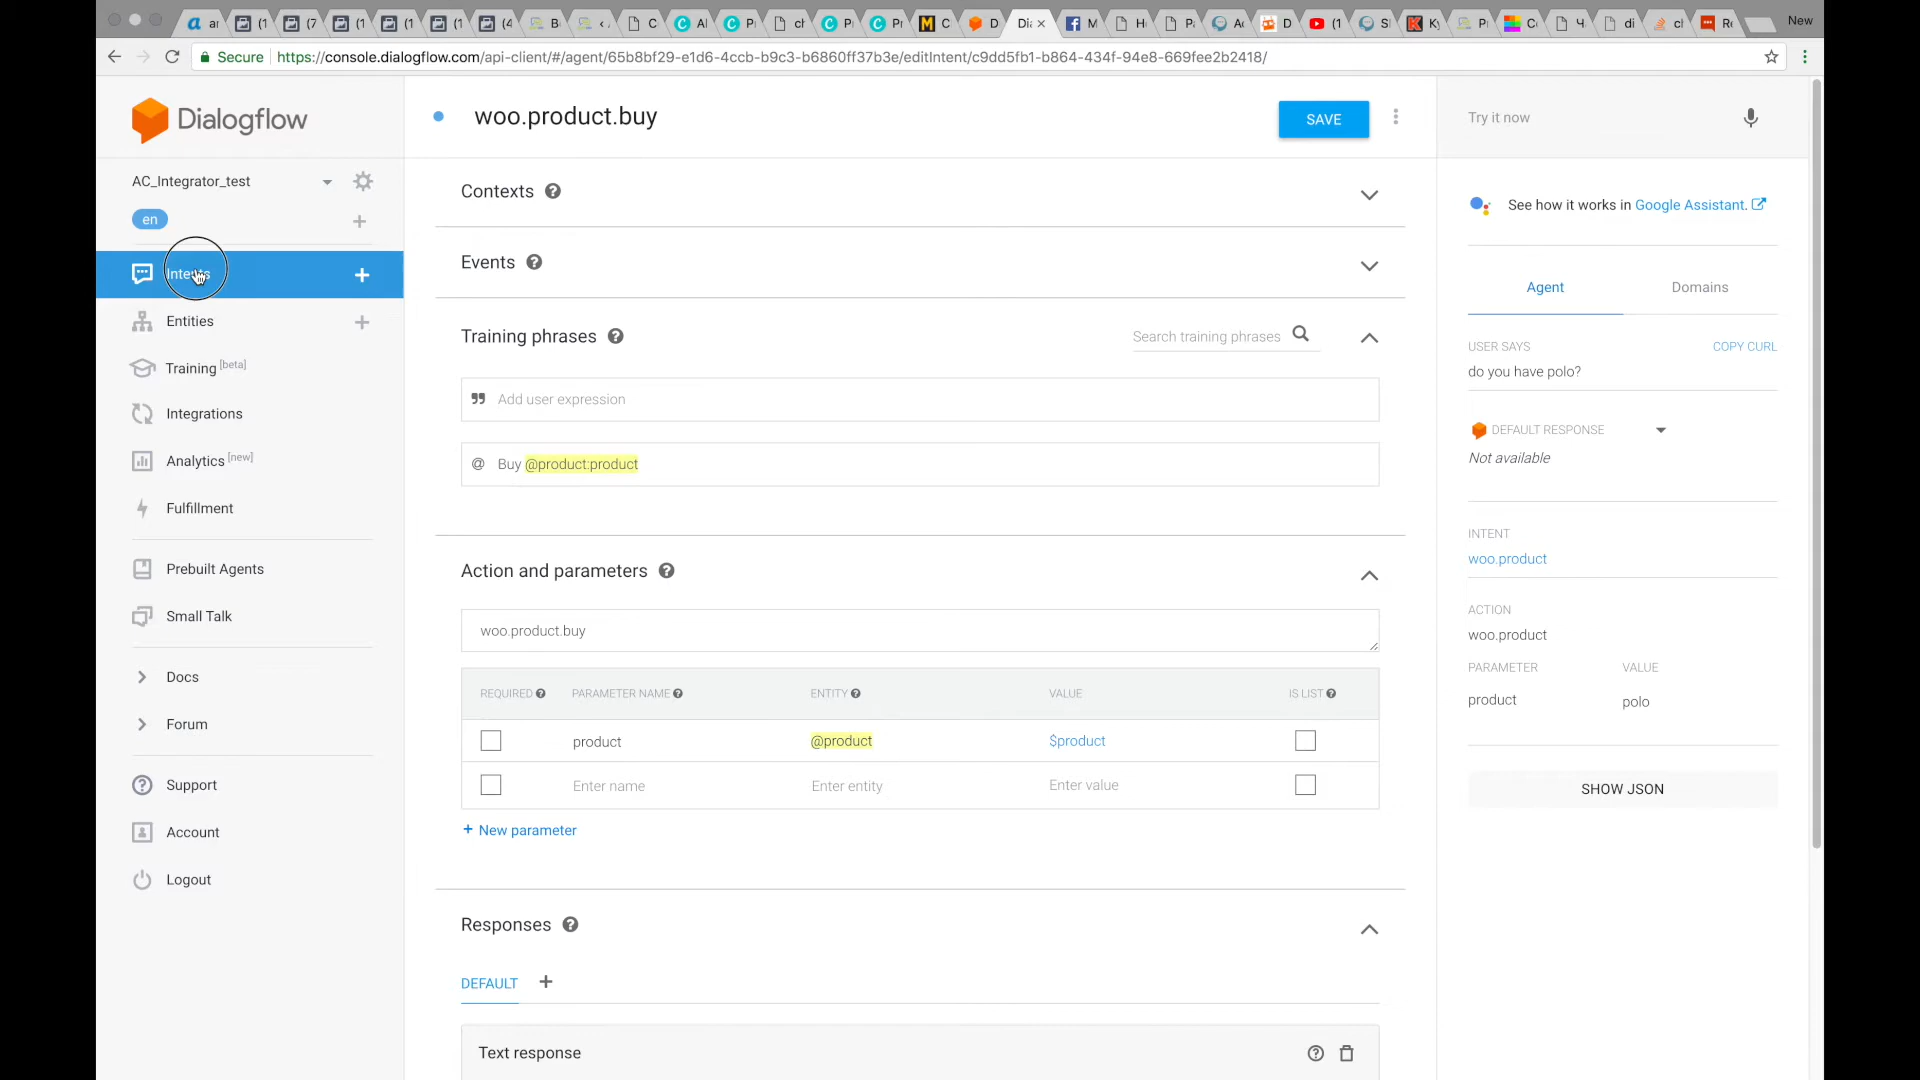 New
Secure https://console.dialogflow.com/api-client/#/agent/65b8bf29-e1d6-4ccb-b9c3-b6860ff37b3e/editIntent/c9dd5fb1-b864-434f-94e8-669fee2b2418/
Dialogflow
AC_Integrator_test
en
Intents
Entities
Training [beta]
Integrations
Analytics [new]
Fulfillment
Prebuilt Agents
Small Talk
Docs
Forum
Support
Account
Logout
woo.product.buy
SAVE
Contexts
Events
Training phrases
Search training phrases
Add user expression
@ Buy @product:product
Action and parameters
woo.product.buy
REQUIRED PARAMETER NAME ENTITY VALUE IS LIST
product @product $product
Enter name Enter entity Enter value
+ New parameter
Responses
DEFAULT +
Text response
Try it now
See how it works in Google Assistant.
Agent Domains
USER SAYS COPY CURL
do you have polo?
DEFAULT RESPONSE
Not available
INTENT
woo.product
ACTION
woo.product
PARAMETER VALUE
product polo
SHOW JSON